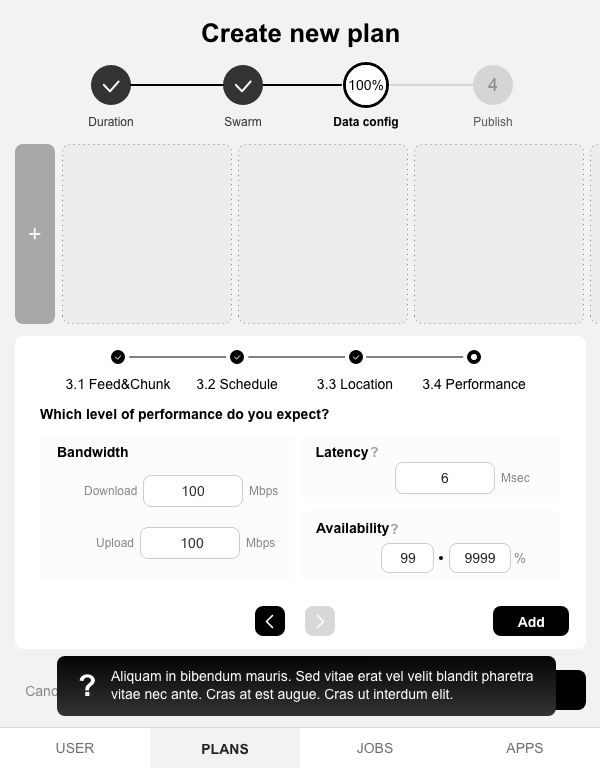 Create new plan
100%
4
Duration
Swarm
Data config
Publish
+
3.1 Feed&Chunk
3.2 Schedule
3.3 Location
3.4 Performance
Which level of performance do you expect?
Bandwidth
Download 100 Mbps
Upload 100 Mbps
Latency ?
6 Msec
Availability ?
99 • 9999 %
Add
Canc
?
Aliquam in bibendum mauris. Sed vitae erat vel velit blandit pharetra
vitae nec ante. Cras at est augue. Cras ut interdum elit.
USER
PLANS
JOBS
APPS